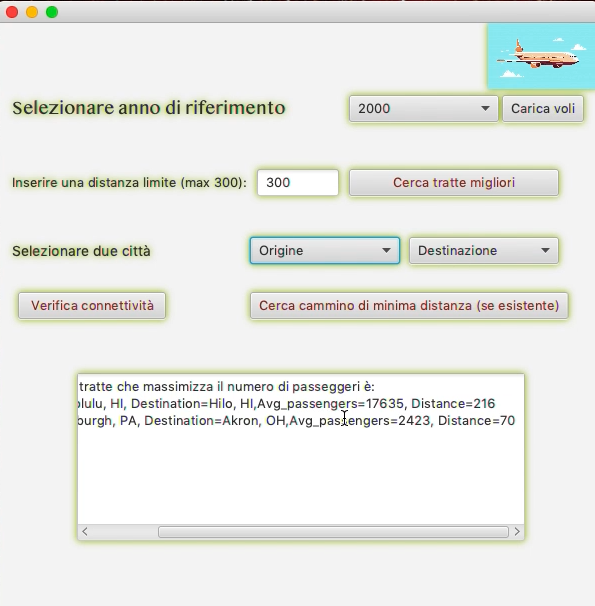 Selezionare anno di riferimento
2000
Carica voli
Inserire una distanza limite (max 300):
300
Cerca tratte migliori
Selezionare due città
Origine
Destinazione
Verifica connettività
Cerca cammino di minima distanza (se esistente)
tratte che massimizza il numero di passeggeri è:
lulu, HI, Destination=Hilo, HI,Avg_passengers=17635, Distance=216
burgh, PA, Destination=Akron, OH,Avg_passengers=2423, Distance=70